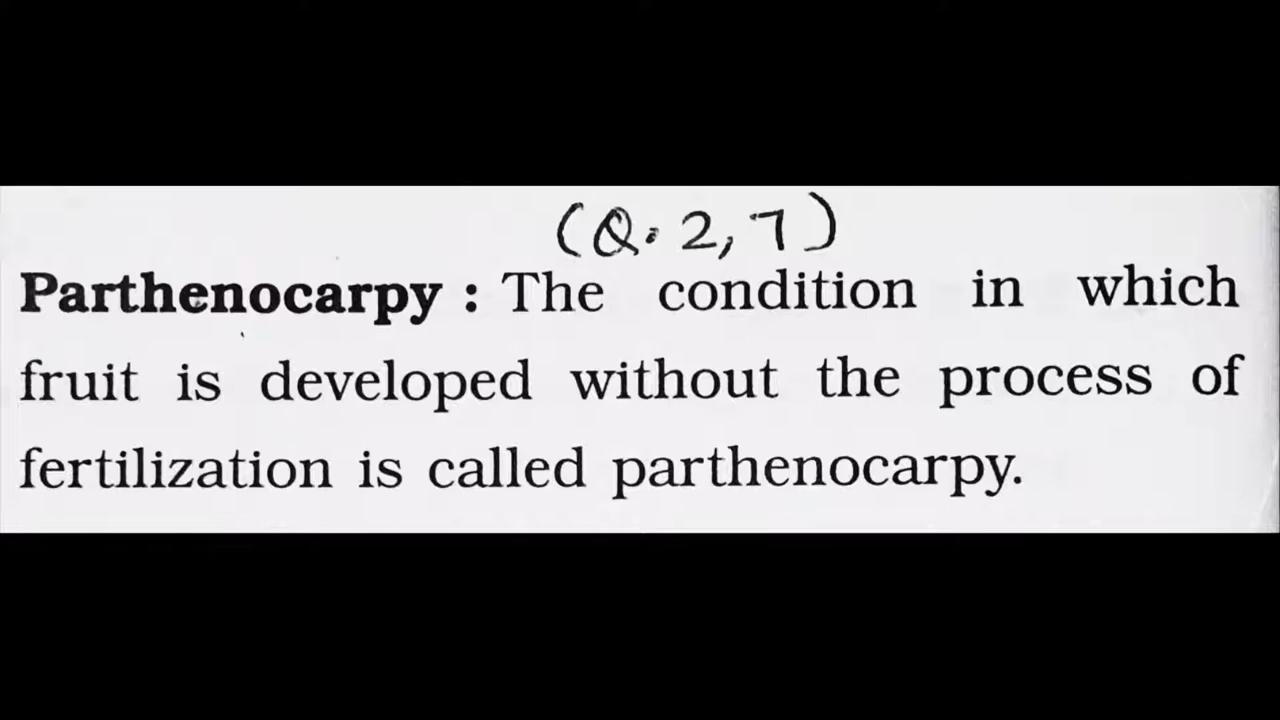 (Q. 2, 7)
Parthenocarpy : The condition in which
fruit is developed without the process of
fertilization is called parthenocarpy.